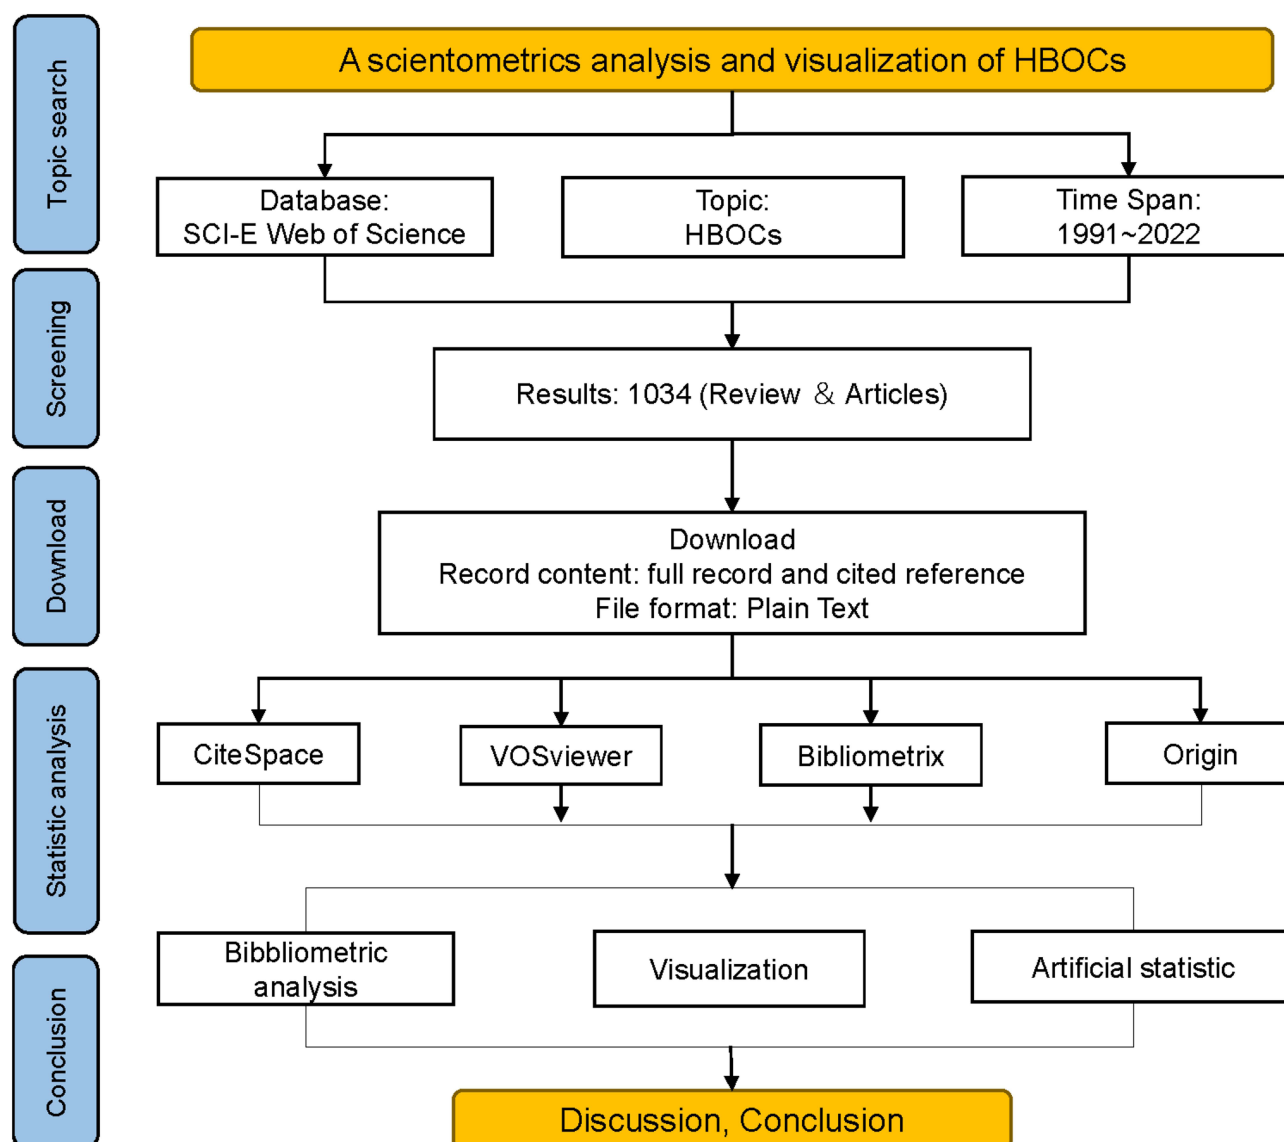 Topic search
A scientometrics analysis and visualization of HBOCs
Database:
SCI-E Web of Science
Topic:
HBOCs
Time Span:
1991~2022
Screening
Results: 1034 (Review & Articles)
Download
Download
Record content: full record and cited reference
File format: Plain Text
Statistic analysis
CiteSpace
VOSviewer
Bibliometrix
Origin
Bibbliometric
analysis
Visualization
Artificial statistic
Conclusion
Discussion, Conclusion